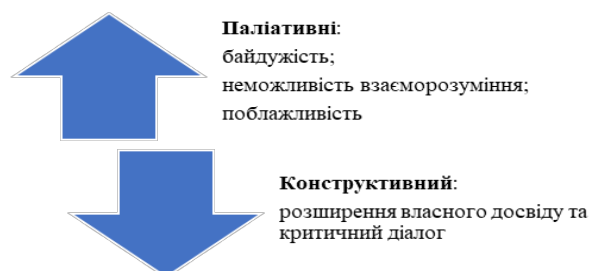 Паліативні:
байдужість;
неможливість взаєморозуміння;
поблажливість
Конструктивний:
розширення власного досвіду та
критичний діалог